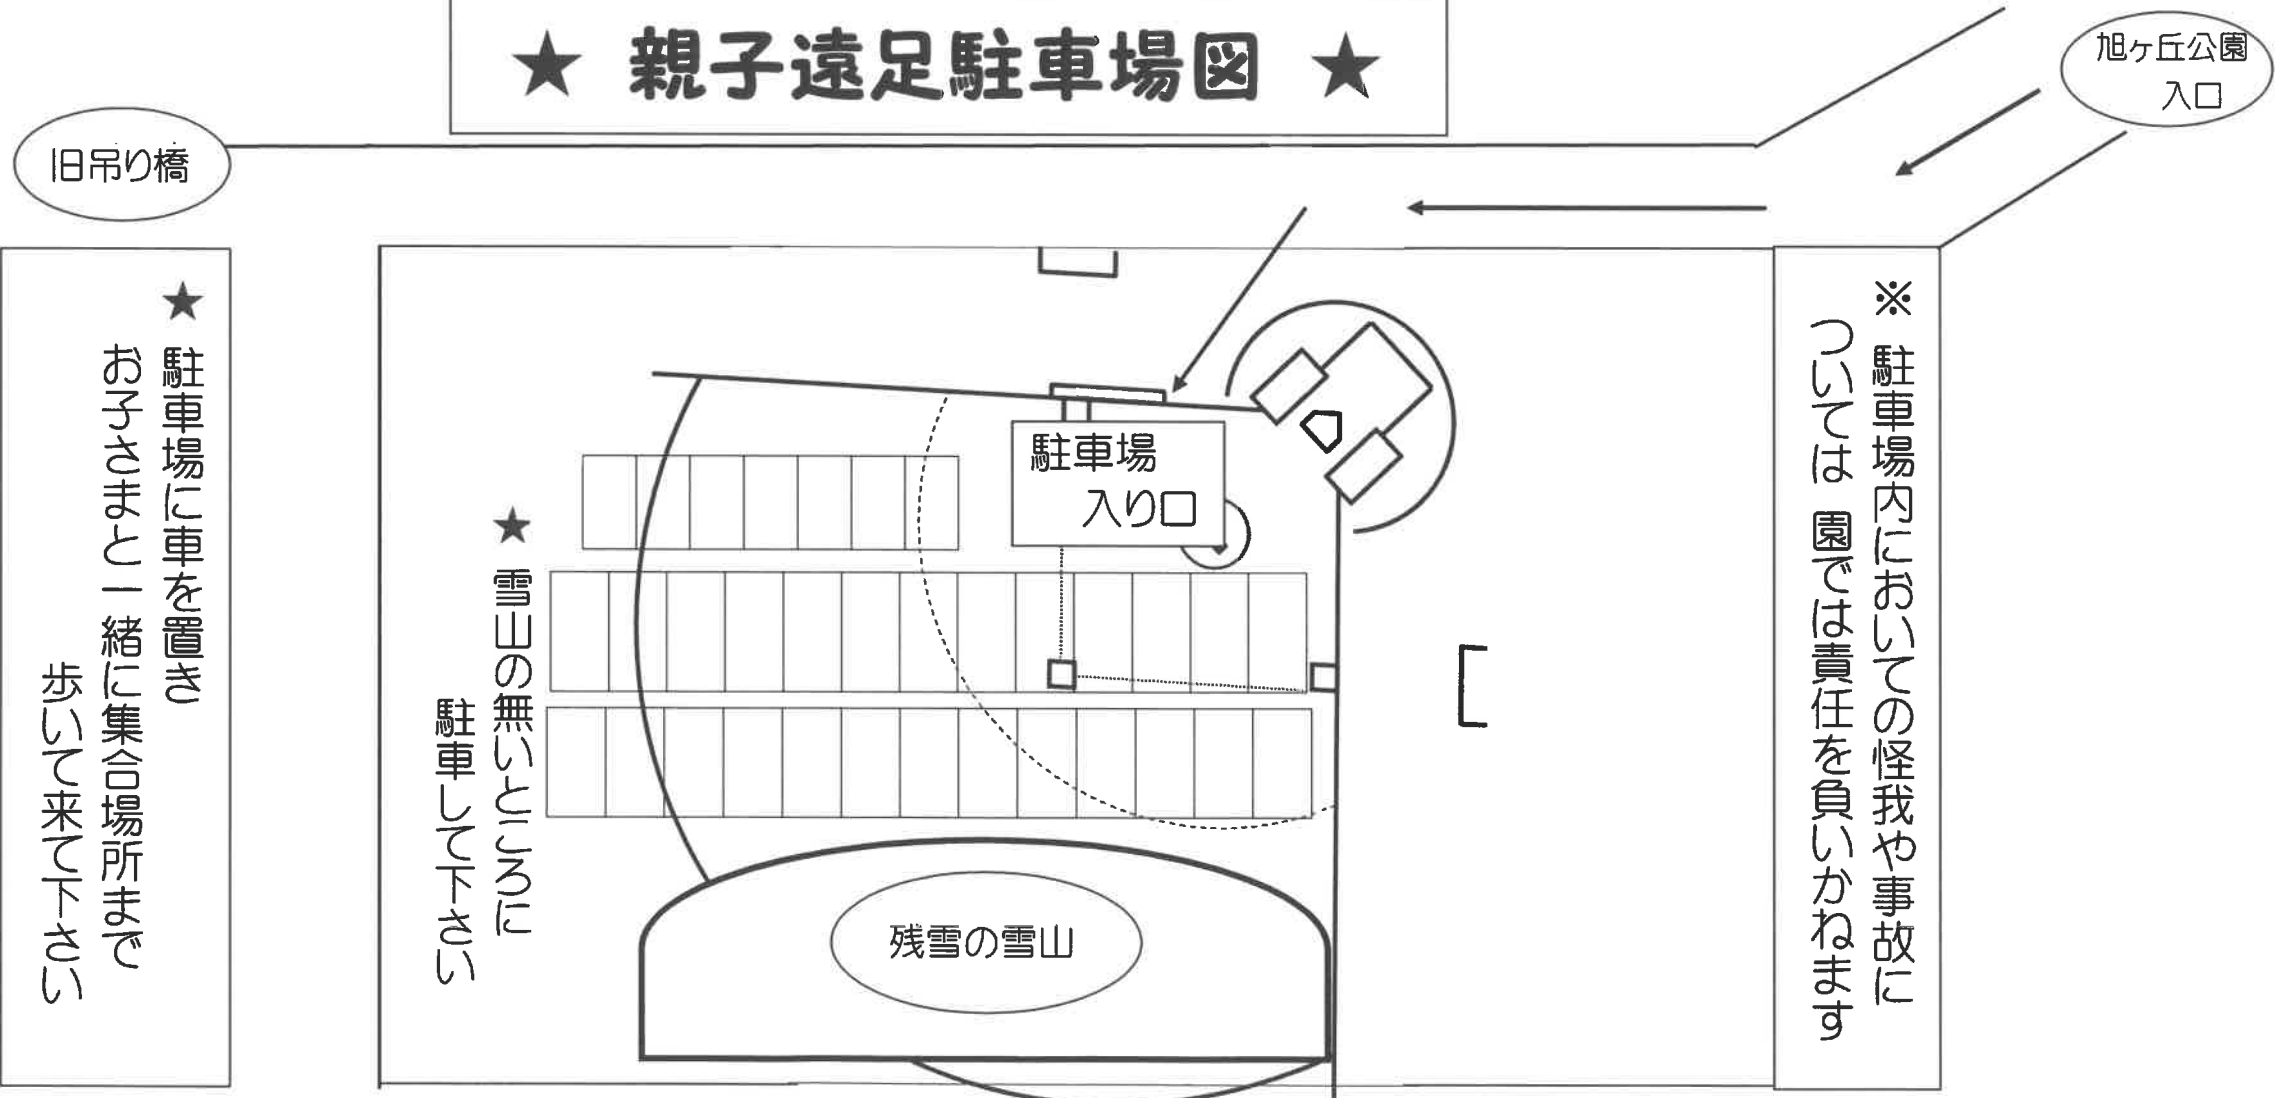 ★ 親子遠足駐車場図 ★
旭ヶ丘公園
入口
旧吊り橋
※ 駐車場内においての怪我や事故に
ついては 園では責任を負いかねます
駐車場
入り口
★ 雪山の無いところに
駐車して下さい
残雪の雪山
★ 駐車場に車を置き
お子さまと一緒に集合場所まで
歩いて来て下さい